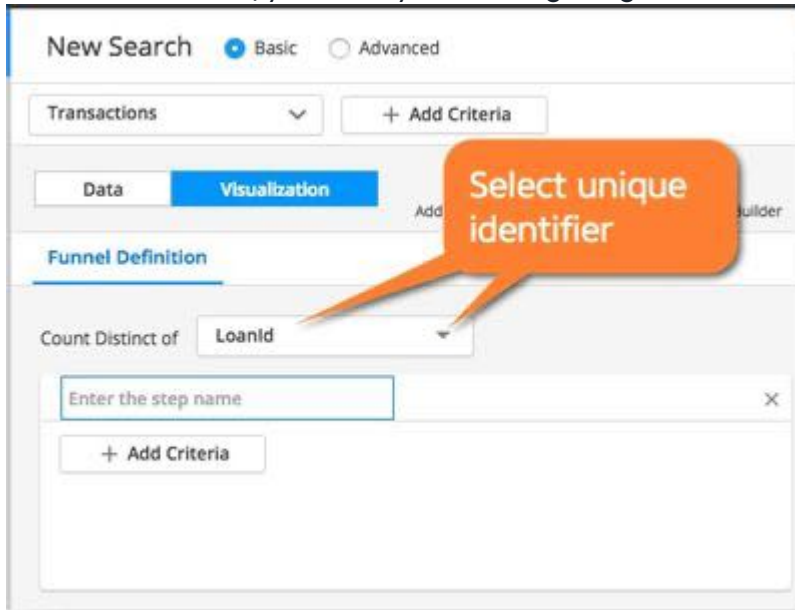 New Search Basic Advanced
Transactions + Add Criteria
Data Visualization
Select unique
identifier
Add
Funnel Definition
Count Distinct of LoanId
Enter the step name ×
+ Add Criteria